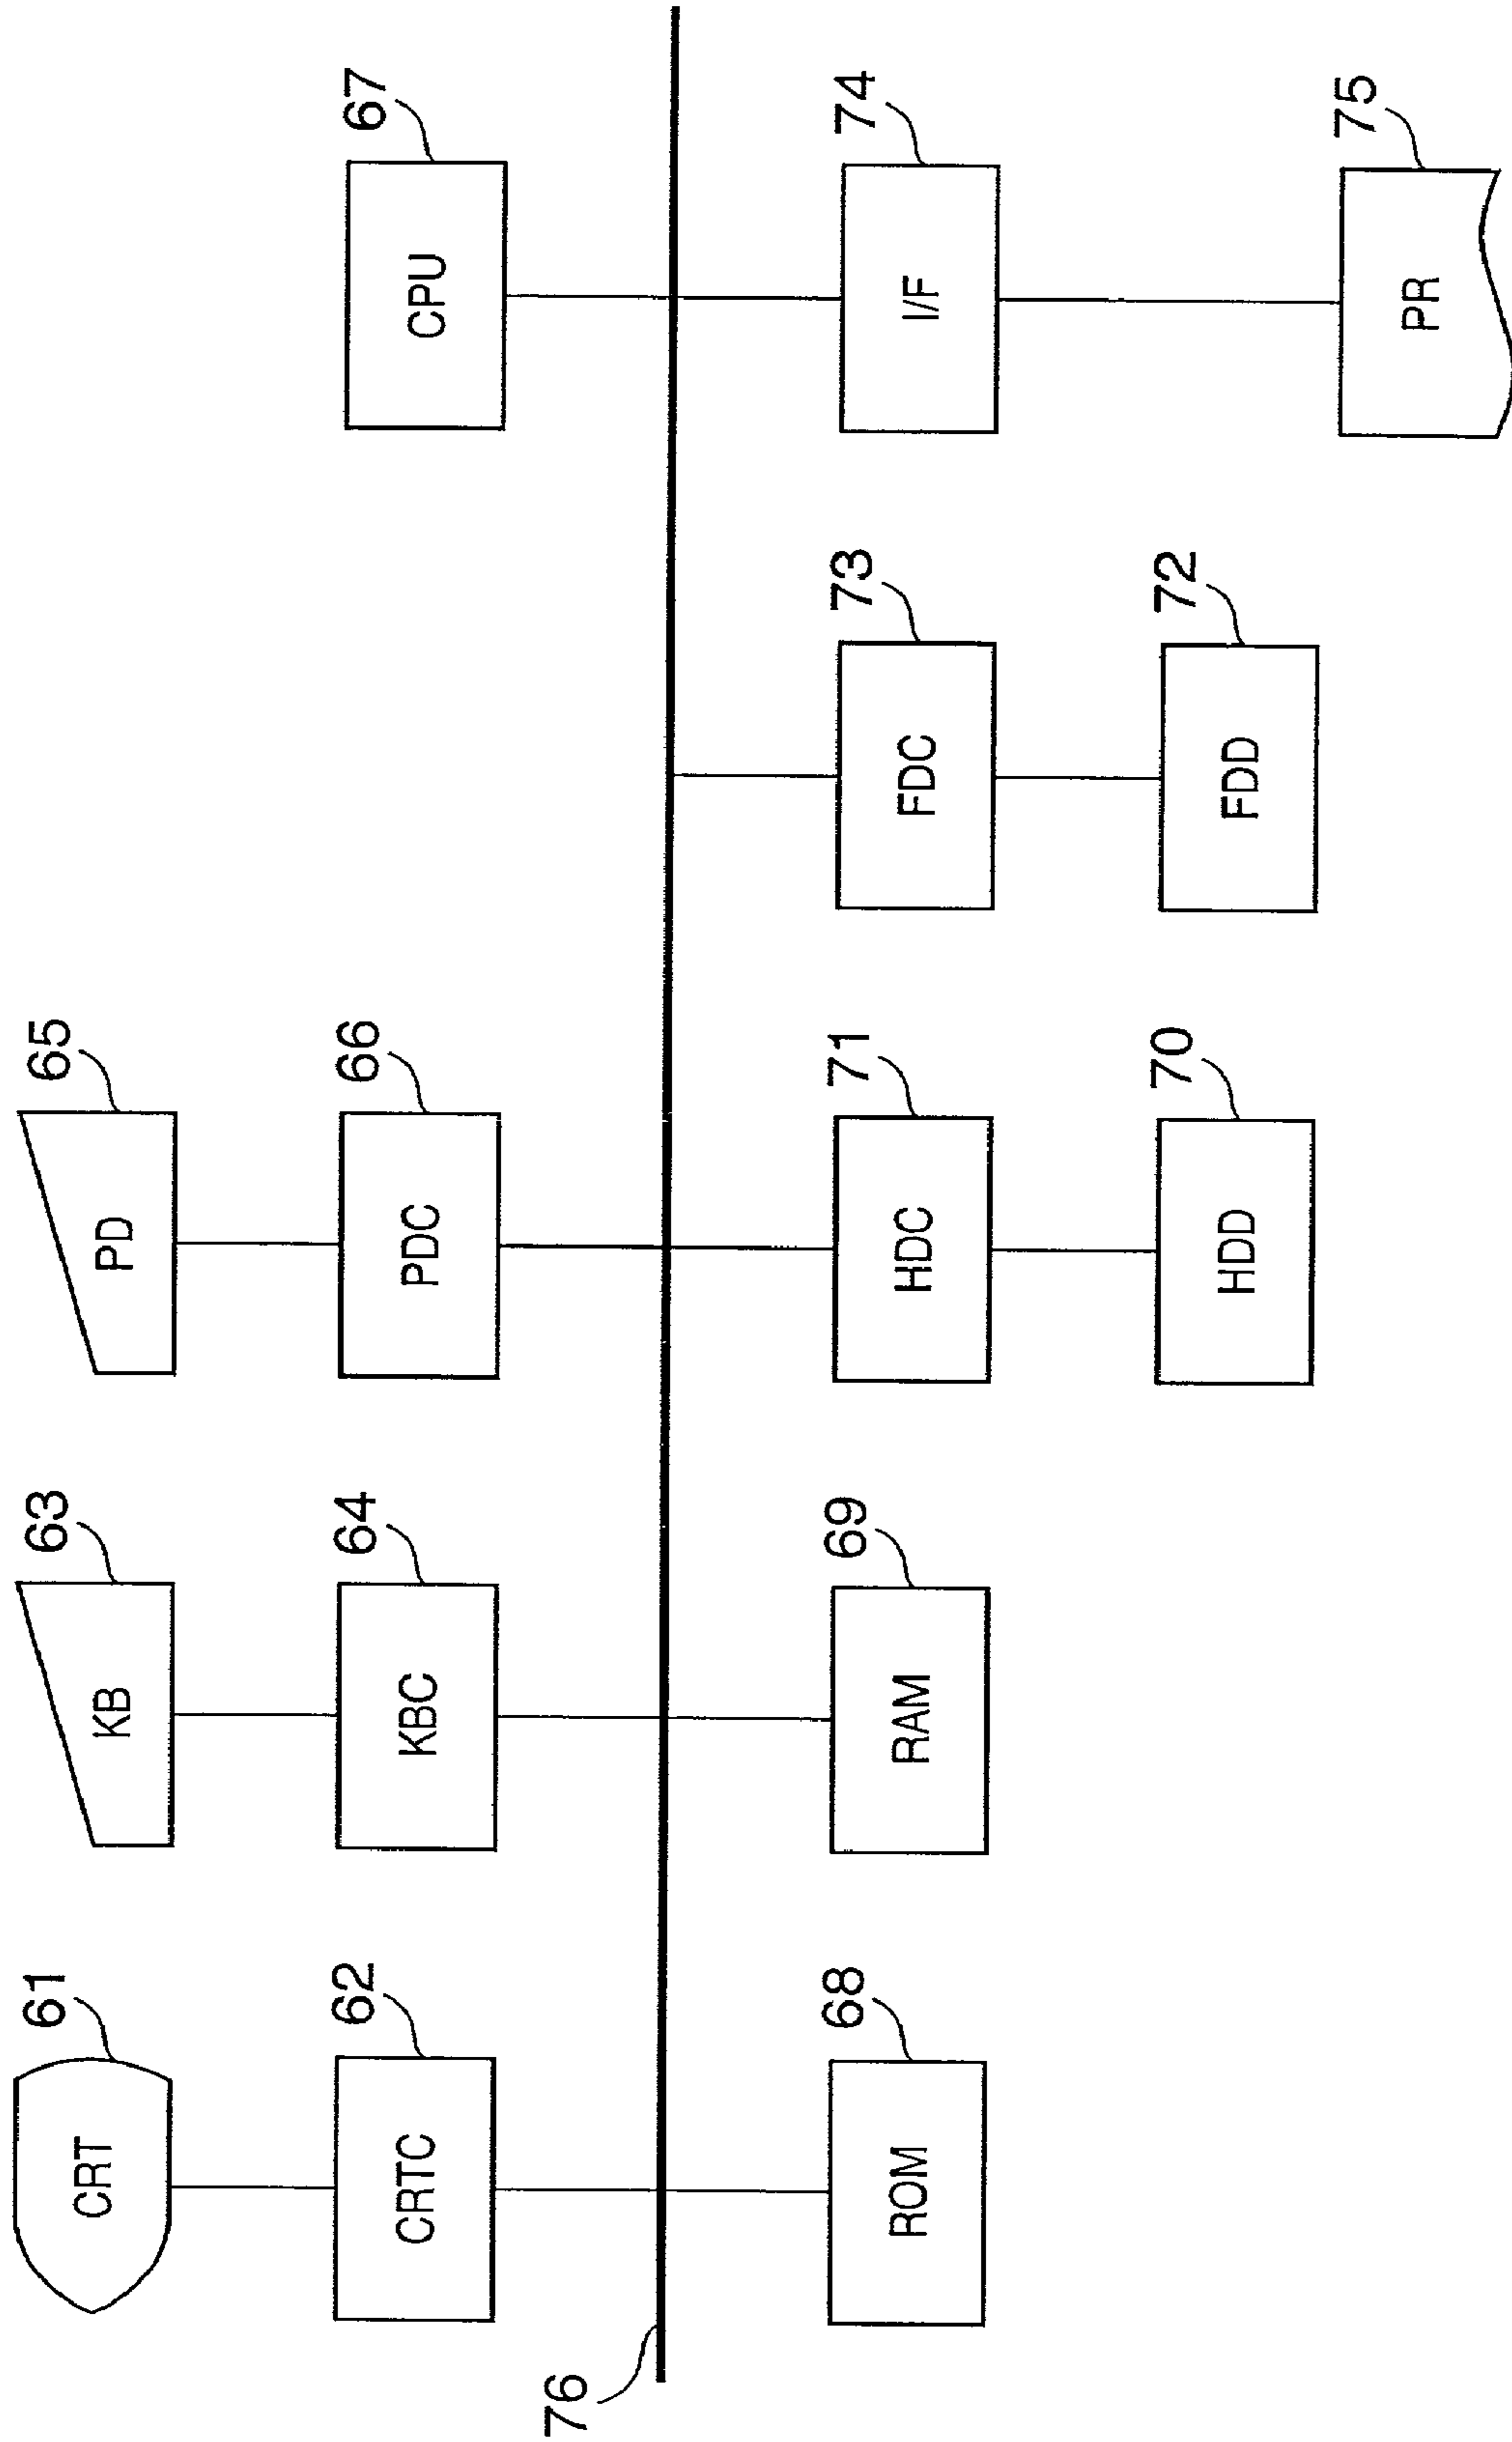 61
CRT
63
KB
65
PD
62
CRTC
64
KBC
66
PDC
67
CPU
76
68
ROM
69
RAM
71
HDC
73
FDC
74
I/F
70
HDD
72
FDD
75
PR